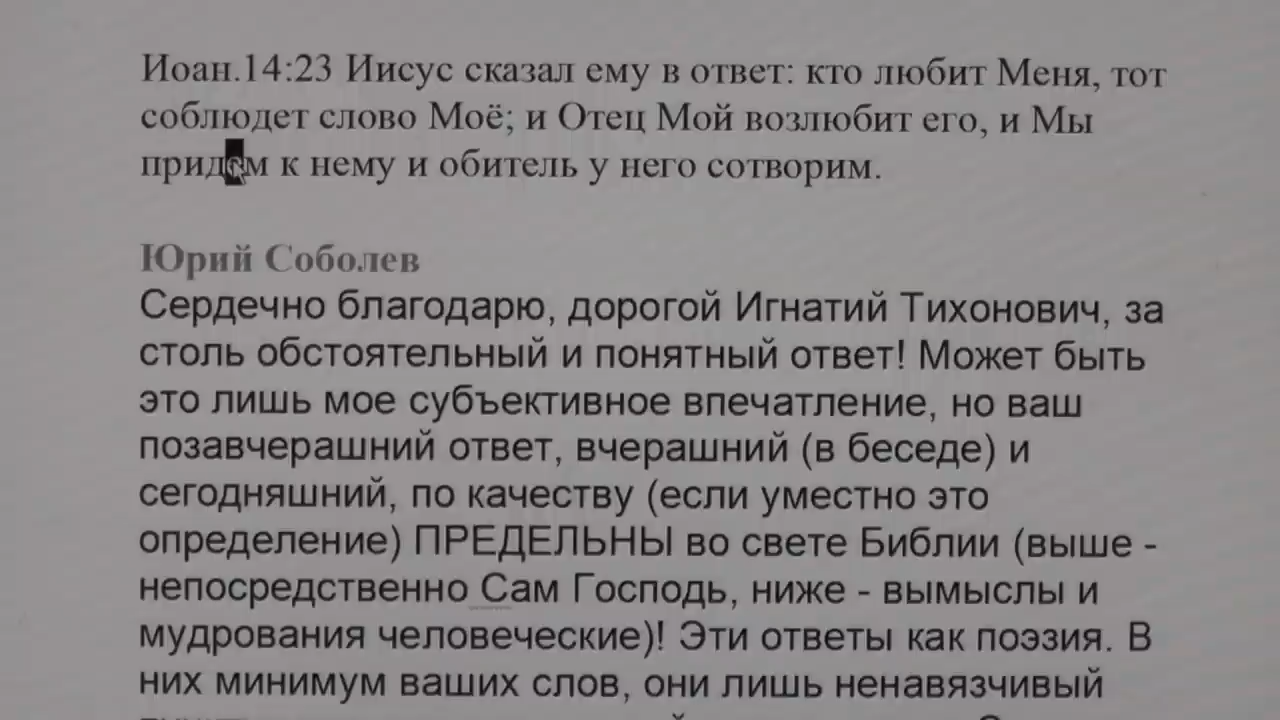 Иоан.14:23 Иисус сказал ему в ответ: кто любит Меня, тот
соблюдет слово Моё; и Отец Мой возлюбит его, и Мы
придем к нему и обитель у него сотворим.
Юрий Соболев
Сердечно благодарю, дорогой Игнатий Тихонович, за
столь обстоятельный и понятный ответ! Может быть
это лишь мое субъективное впечатление, но ваш
позавчерашний ответ, вчерашний (в беседе) и
сегодняшний, по качеству (если уместно это
определение) ПРЕДЕЛЬНЫ во свете Библии (выше -
непосредственно Сам Господь, ниже - вымыслы и
мудрования человеческие)! Эти ответы как поэзия. В
них минимум ваших слов, они лишь ненавязчивый